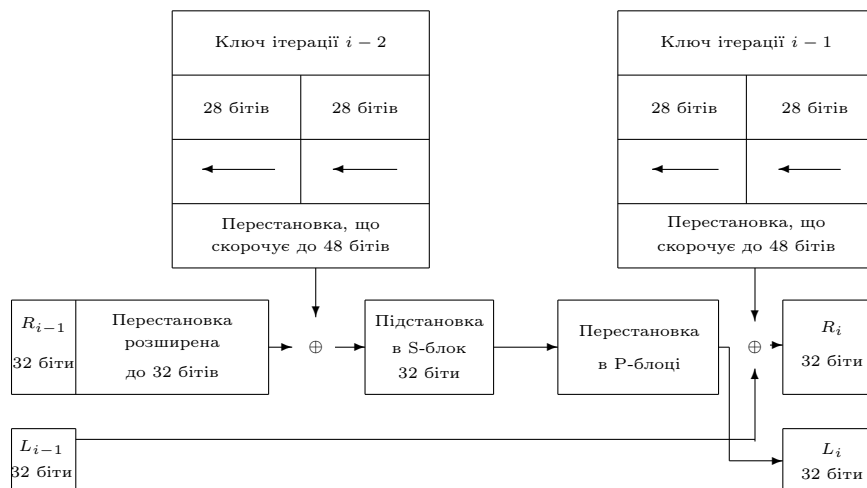 Ключ ітерації i − 2
28 бітів
28 бітів
Перестановка, що
скорочує до 48 бітів
Ключ ітерації i − 1
28 бітів
28 бітів
Перестановка, що
скорочує до 48 бітів
R_{i−1}
32 біти
Перестановка
розширена
до 32 бітів
⊕
Підстановка
в S-блок
32 біти
Перестановка
в P-блоці
⊕
R_i
32 біти
L_{i−1}
32 біти
L_i
32 біти